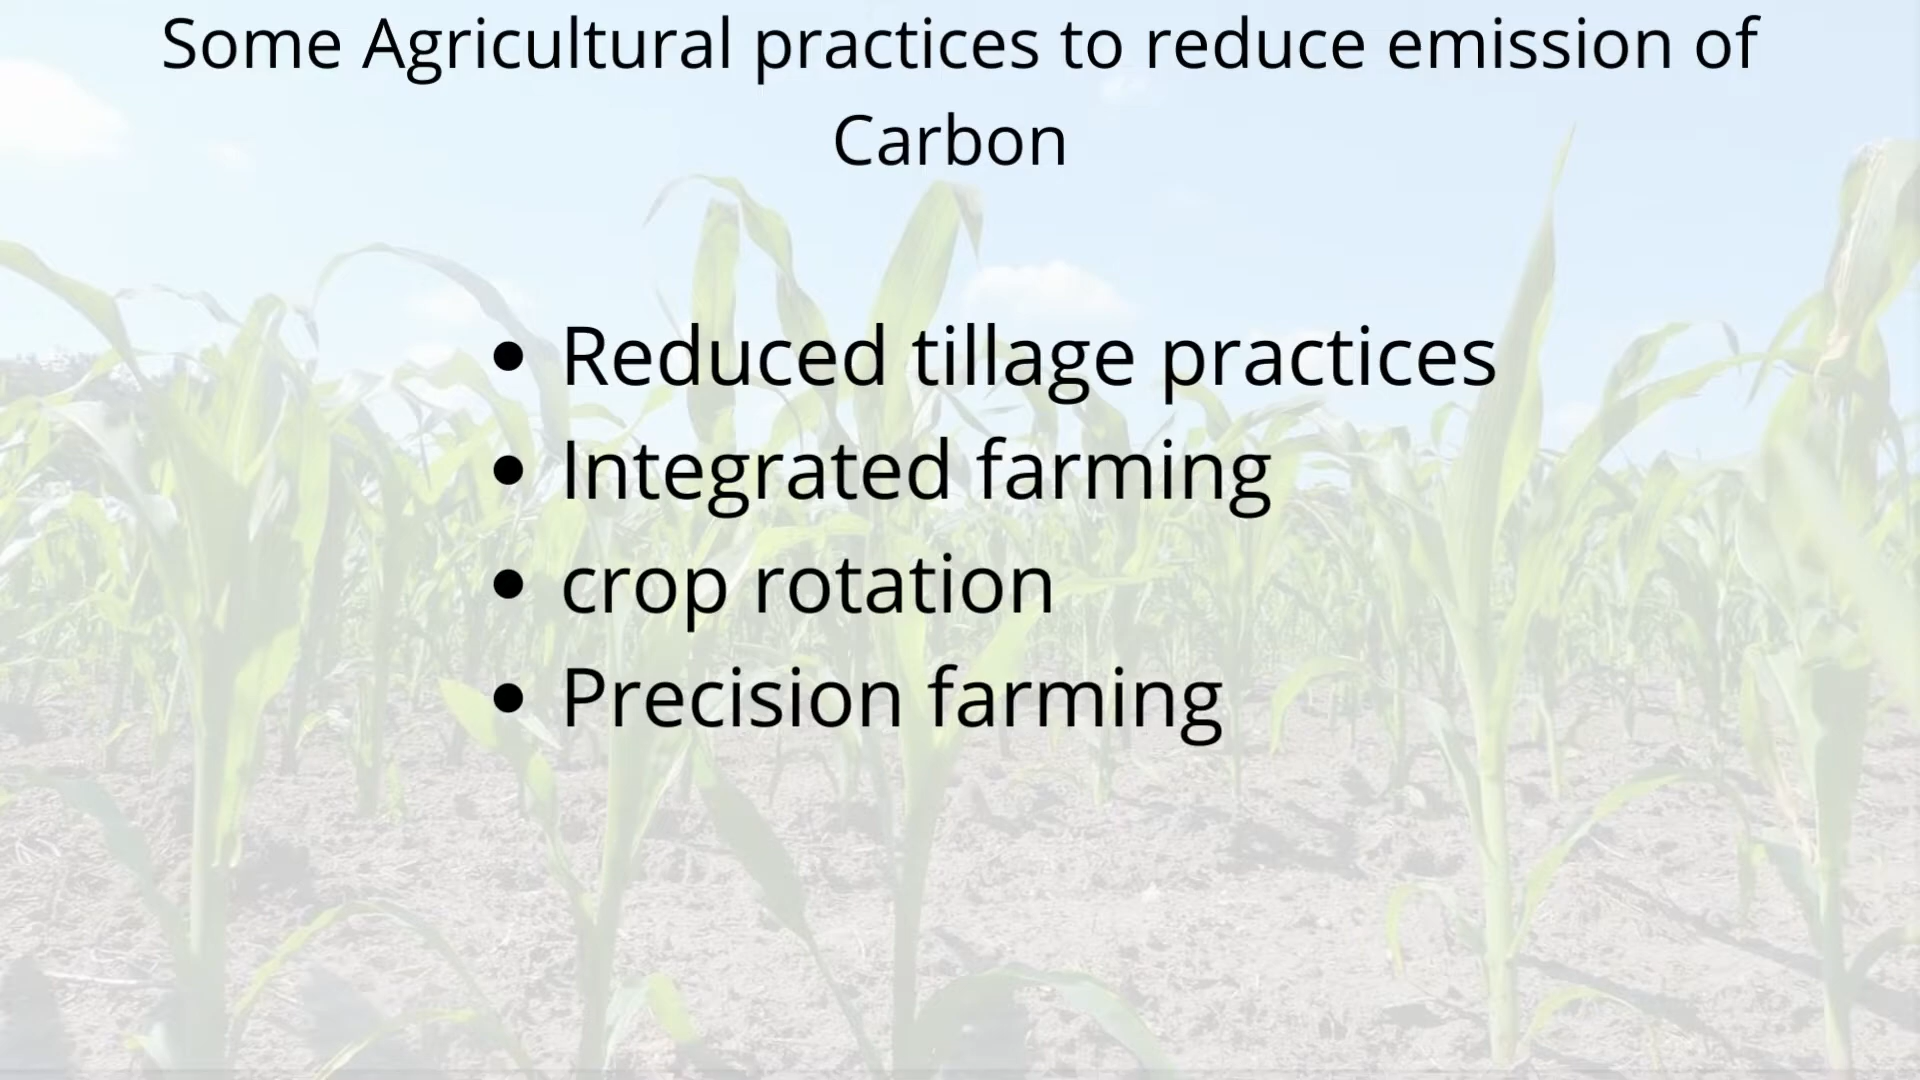 Some Agricultural practices to reduce emission of
Carbon
• Reduced tillage practices
• Integrated farming
• crop rotation
• Precision farming